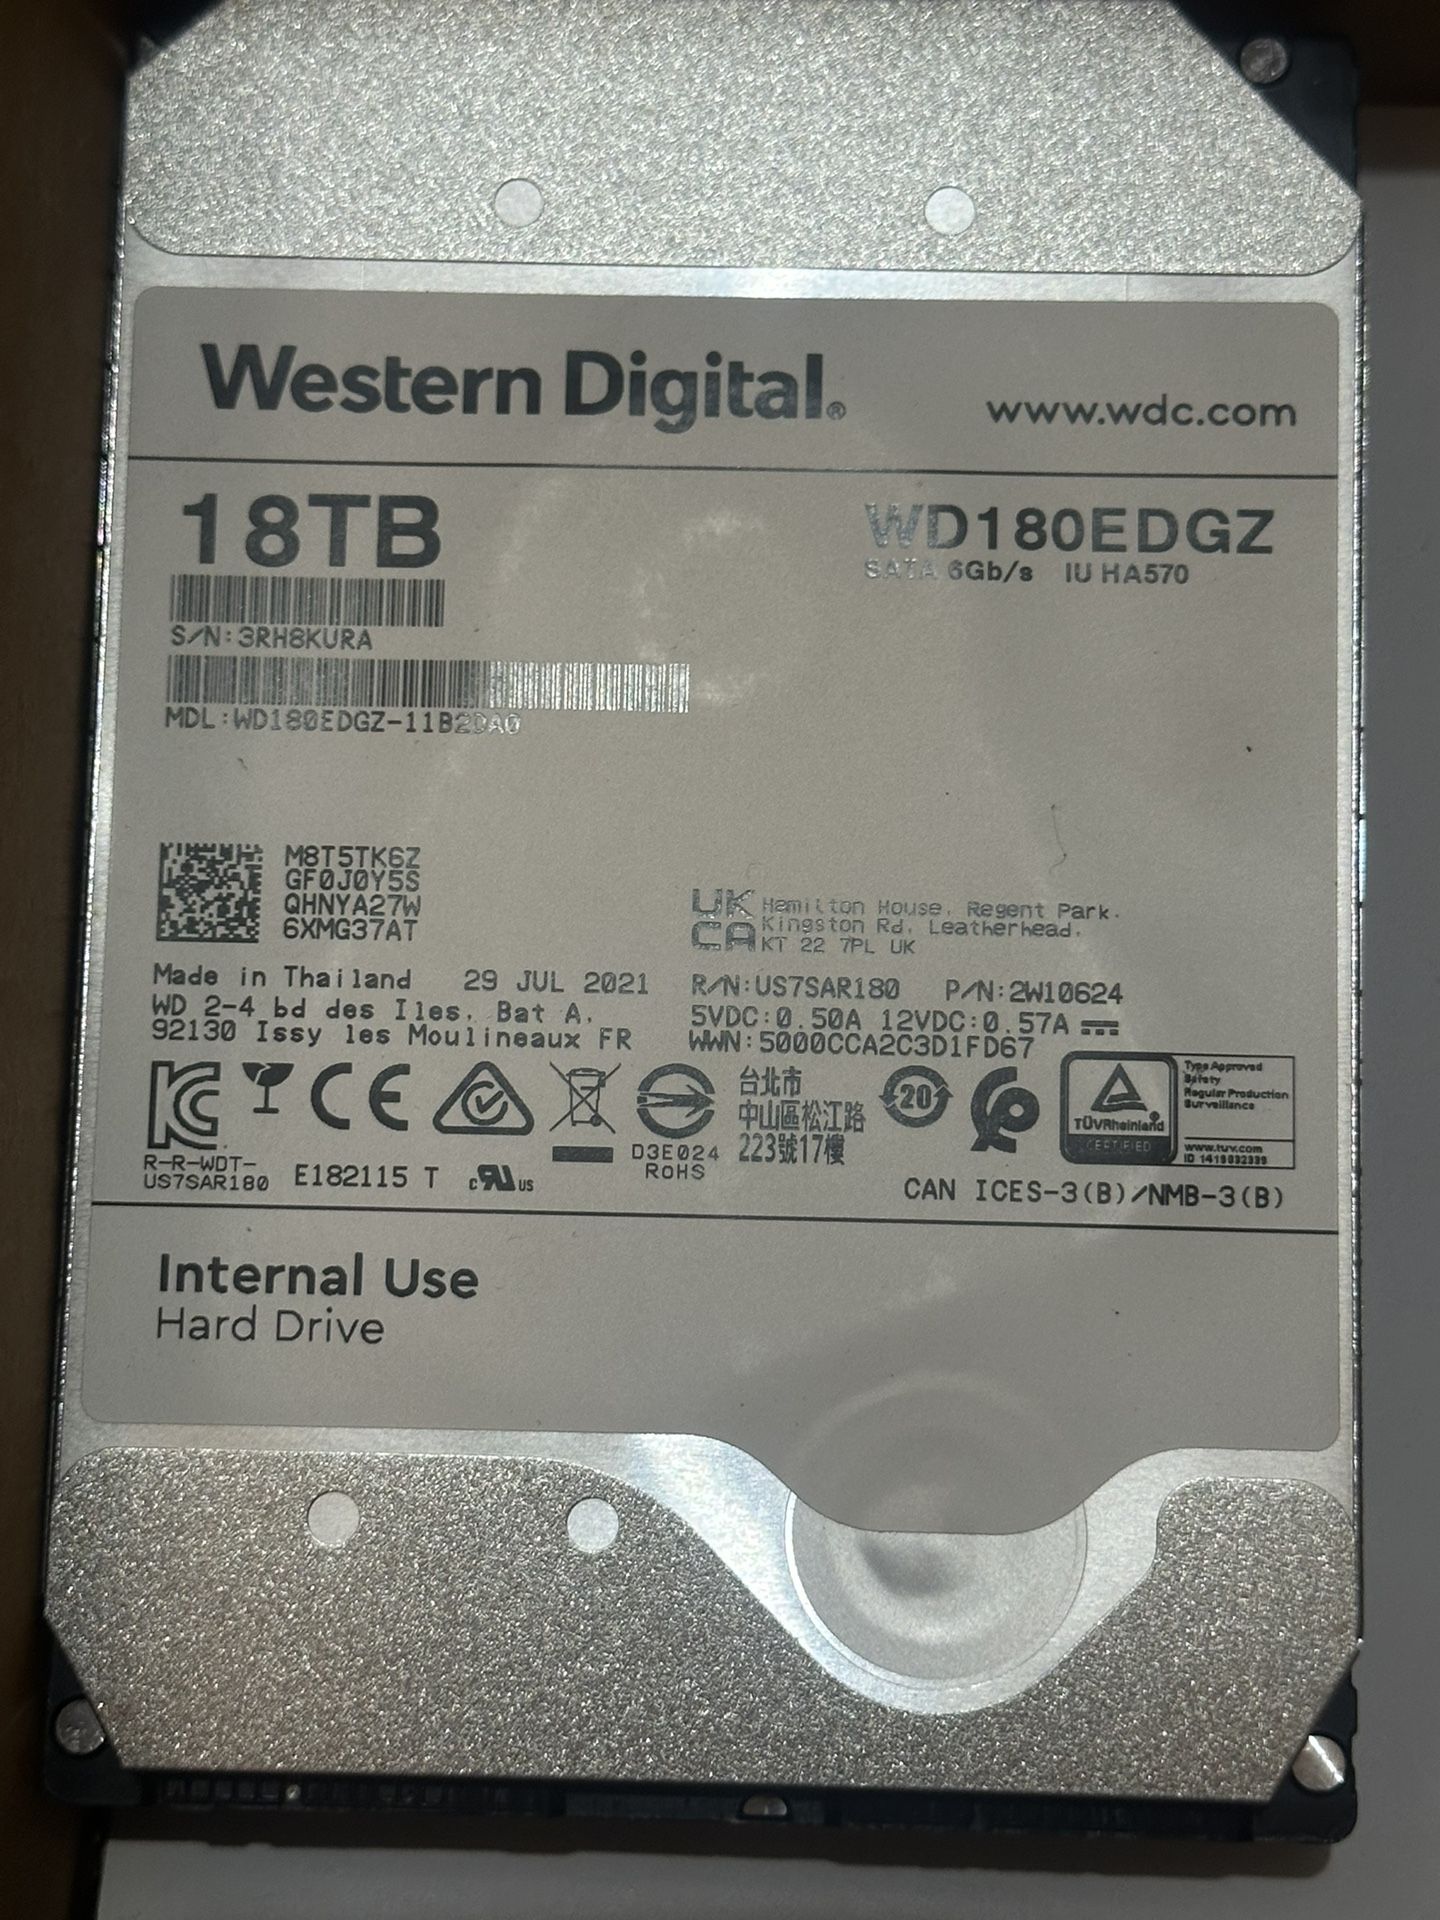 Western Digital®
www.wdc.com
18TB
WD180EDGZ
SATA 6Gb/s IU HA570
S/N:3RH8KURA
MDL:WD180EDGZ-11B2DA0
M8T5TK6Z
GF0J0Y5S
QHNYA27W
6XMG37AT
UK
CA
Hamilton House, Regent Park,
Kingston Rd, Leatherhead,
KT 22 7PL UK
Made in Thailand 29 JUL 2021
WD 2-4 bd des Iles, Bat A,
92130 Issy les Moulineaux FR
R/N:US7SAR180 P/N:2W10624
5VDC:0.50A 12VDC:0.57A
WWN:5000CCA2C3D1FD67
CE
D3E024
RoHS
台北市
中山區松江路
223號17樓
20
TÜVRheinland®
CERTIFIED
Type Approved
Safety
Regular Production
Surveillance
www.tuv.com
ID 1419032339
R-R-WDT-
US7SAR180
E182115 T
c US
CAN ICES-3(B)/NMB-3(B)
Internal Use
Hard Drive